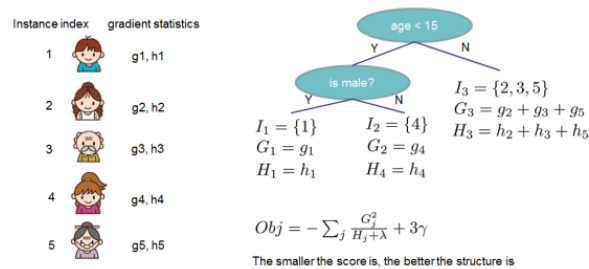 Instance index gradient statistics
1 g1, h1
2 g2, h2
3 g3, h3
4 g4, h4
5 g5, h5
age < 15
Y N
is male?
Y N
I₁ = {1}
G₁ = g₁
H₁ = h₁
I₂ = {4}
G₂ = g₄
H₄ = h₄
I₃ = {2, 3, 5}
G₃ = g₂ + g₃ + g₅
H₃ = h₂ + h₃ + h₅
Obj = − ∑ⱼ Gⱼ² / (Hⱼ+λ) + 3γ
The smaller the score is, the better the structure is